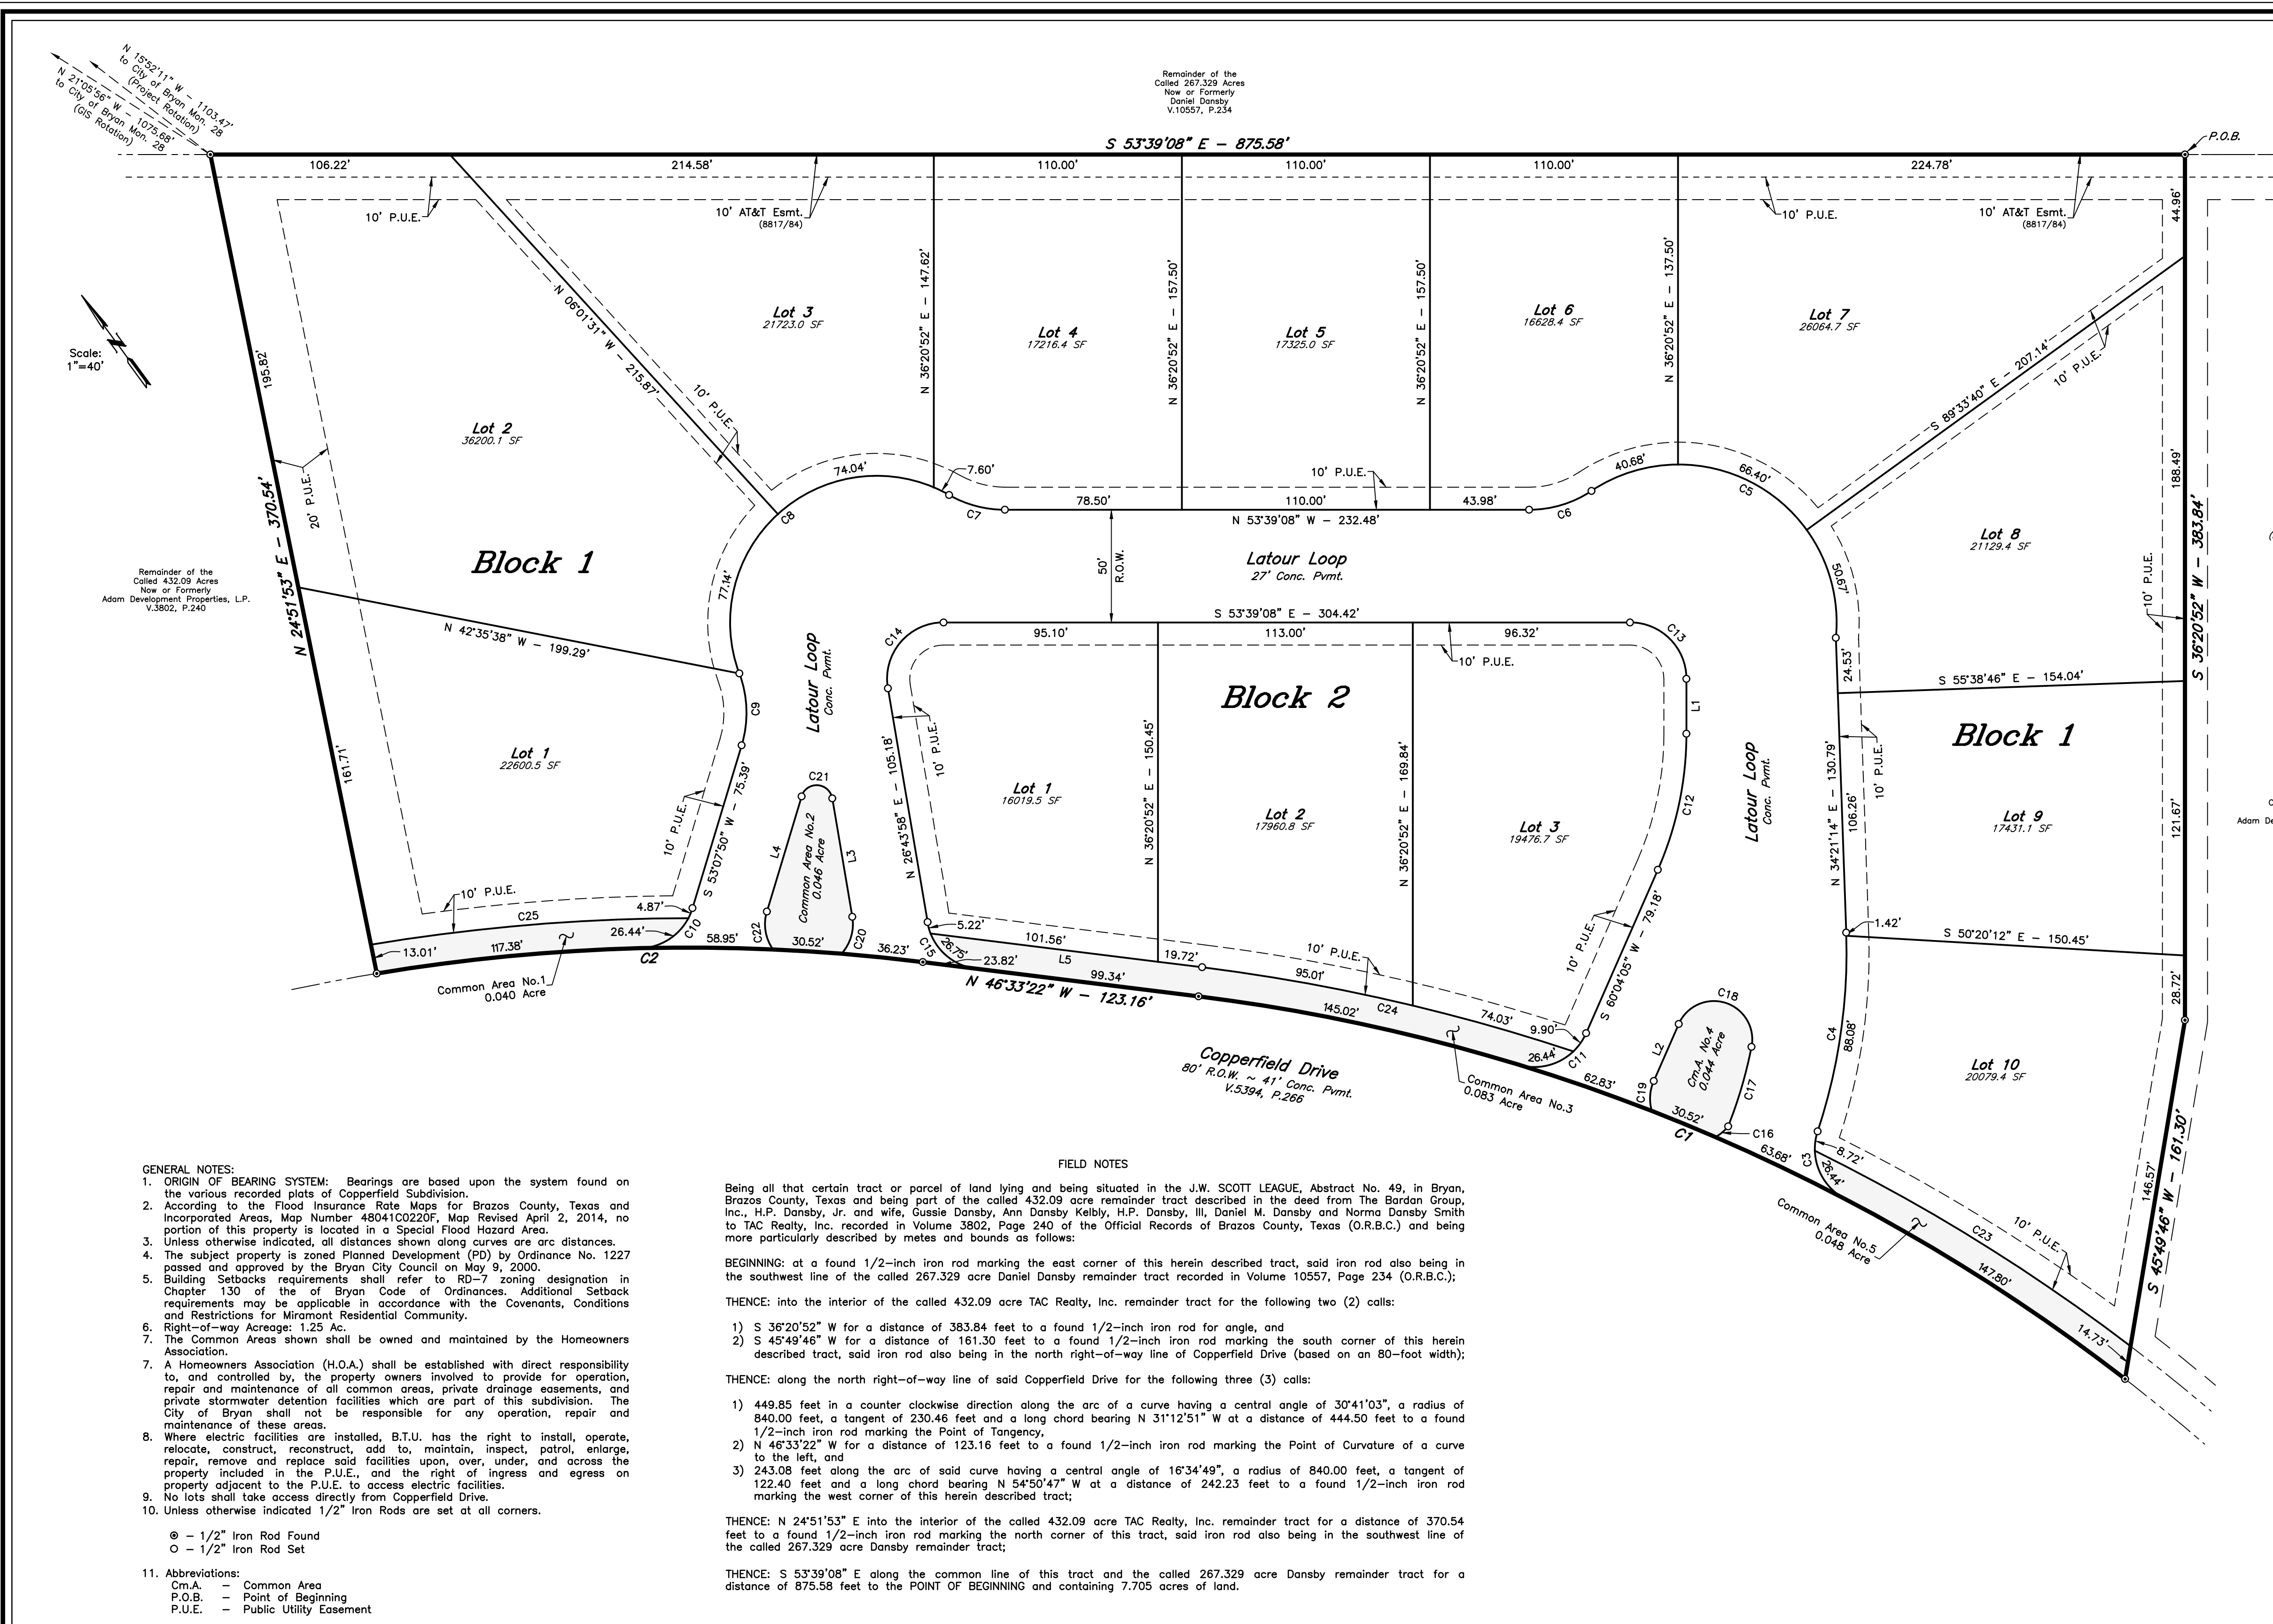 N 15°52'11" W - 1103.47'
to City of Bryan Mon. 28
(Project Rotation)
N 21°05'56" W - 1075.68'
to City of Bryan Mon. 28
(GIS Rotation)
Remainder of the
Called 267.329 Acres
Now or Formerly
Daniel Dansby
V.10557, P.234
S 53°39'08" E - 875.58'
P.O.B.
106.22'
214.58'
110.00'
110.00'
110.00'
224.78'
10' P.U.E.
10' AT&T Esmt.
(8817/84)
10' P.U.E.
10' AT&T Esmt.
(8817/84)
44.96'
Scale:
1"=40'
195.82'
N 06°01'31" W - 215.87'
10' P.U.E.
Lot 3
21723.0 SF
N 36°20'52" E - 147.62'
Lot 4
17216.4 SF
N 36°20'52" E - 157.50'
Lot 5
17325.0 SF
N 36°20'52" E - 157.50'
Lot 6
16628.4 SF
N 36°20'52" E - 137.50'
Lot 7
26064.7 SF
S 89°33'40" E - 207.14'
10' P.U.E.
Lot 2
36200.1 SF
20' P.U.E.
N 24°51'53" E - 370.54'
74.04'
7.60'
C7
C8
78.50'
10' P.U.E.
110.00'
43.98'
C6
40.68'
66.40'
C5
N 53°39'08" W - 232.48'
188.49'
S 36°20'52" W - 383.84'
Lot 8
21129.4 SF
10' P.U.E.
50.67'
Block 1
77.14'
50'
R.O.W.
Latour Loop
27' Conc. Pvmt.
Remainder of the
Called 432.09 Acres
Now or Formerly
Adam Development Properties, L.P.
V.3802, P.240
N 42°35'38" W - 199.29'
S 53°39'08" E - 304.42'
C14
95.10'
113.00'
96.32'
C13
10' P.U.E.
24.53'
S 55°38'46" E - 154.04'
Latour Loop
Conc. Pvmt.
C9
Block 2
L1
Block 1
161.71'
Lot 1
22600.5 SF
S 53°07'50" W - 75.39'
10' P.U.E.
C21
L4
Common Area No.2
0.046 Acre
L3
N 26°43'58" E - 105.18'
10' P.U.E.
Lot 1
16019.5 SF
N 36°20'52" E - 150.45'
Lot 2
17960.8 SF
N 36°20'52" E - 169.84'
Lot 3
19476.7 SF
C12
Latour Loop
Conc. Pvmt.
N 34°21'14" E - 130.79'
106.26'
10' P.U.E.
Lot 9
17431.1 SF
121.67'
Adam De
10' P.U.E.
C25
4.87'
13.01'
117.38'
26.44'
C10
58.95'
C2
C22
30.52'
C20
36.23'
5.22'
C15
26.75'
23.82'
101.56'
L5
99.34'
19.72'
95.01'
10' P.U.E.
N 46°33'22" W - 123.16'
145.02'
C24
74.03'
9.90'
26.44'
C11
10' P.U.E.
S 60°04'05" W - 79.18'
1.42'
S 50°20'12" E - 150.45'
28.72'
Common Area No.1
0.040 Acre
Copperfield Drive
80' R.O.W. ~ 41' Conc. Pvmt.
V.5394, P.266
Common Area No.3
0.083 Acre
62.83'
C18
L2
Cm.A. No.4
0.044 Acre
C17
C19
30.52'
C16
C1
63.68'
C4
88.08'
Lot 10
20079.4 SF
C3
8.72'
26.44'
Common Area No.5
0.048 Acre
C23
10' P.U.E.
147.80'
14.73'
146.57'
S 45°49'46" W - 161.30'
GENERAL NOTES:
1. ORIGIN OF BEARING SYSTEM: Bearings are based upon the system found on
the various recorded plats of Copperfield Subdivision.
2. According to the Flood Insurance Rate Maps for Brazos County, Texas and
Incorporated Areas, Map Number 48041C0220F, Map Revised April 2, 2014, no
portion of this property is located in a Special Flood Hazard Area.
3. Unless otherwise indicated, all distances shown along curves are arc distances.
4. The subject property is zoned Planned Development (PD) by Ordinance No. 1227
passed and approved by the Bryan City Council on May 9, 2000.
5. Building Setbacks requirements shall refer to RD-7 zoning designation in
Chapter 130 of the of Bryan Code of Ordinances. Additional Setback
requirements may be applicable in accordance with the Covenants, Conditions
and Restrictions for Miramont Residential Community.
6. Right-of-way Acreage: 1.25 Ac.
7. The Common Areas shown shall be owned and maintained by the Homeowners
Association.
7. A Homeowners Association (H.O.A.) shall be established with direct responsibility
to, and controlled by, the property owners involved to provide for operation,
repair and maintenance of all common areas, private drainage easements, and
private stormwater detention facilities which are part of this subdivision. The
City of Bryan shall not be responsible for any operation, repair and
maintenance of these areas.
8. Where electric facilities are installed, B.T.U. has the right to install, operate,
relocate, construct, reconstruct, add to, maintain, inspect, patrol, enlarge,
repair, remove and replace said facilities upon, over, under, and across the
property included in the P.U.E., and the right of ingress and egress on
property adjacent to the P.U.E. to access electric facilities.
9. No lots shall take access directly from Copperfield Drive.
10. Unless otherwise indicated 1/2" Iron Rods are set at all corners.
- 1/2" Iron Rod Found
- 1/2" Iron Rod Set
11. Abbreviations:
Cm.A. - Common Area
P.O.B. - Point of Beginning
P.U.E. - Public Utility Easement
FIELD NOTES
Being all that certain tract or parcel of land lying and being situated in the J.W. SCOTT LEAGUE, Abstract No. 49, in Bryan,
Brazos County, Texas and being part of the called 432.09 acre remainder tract described in the deed from The Bardan Group,
Inc., H.P. Dansby, Jr. and wife, Gussie Dansby, Ann Dansby Kelbly, H.P. Dansby, III, Daniel M. Dansby and Norma Dansby Smith
to TAC Realty, Inc. recorded in Volume 3802, Page 240 of the Official Records of Brazos County, Texas (O.R.B.C.) and being
more particularly described by metes and bounds as follows:
BEGINNING: at a found 1/2-inch iron rod marking the east corner of this herein described tract, said iron rod also being in
the southwest line of the called 267.329 acre Daniel Dansby remainder tract recorded in Volume 10557, Page 234 (O.R.B.C.);
THENCE: into the interior of the called 432.09 acre TAC Realty, Inc. remainder tract for the following two (2) calls:
1) S 36°20'52" W for a distance of 383.84 feet to a found 1/2-inch iron rod for angle, and
2) S 45°49'46" W for a distance of 161.30 feet to a found 1/2-inch iron rod marking the south corner of this herein
described tract, said iron rod also being in the north right-of-way line of Copperfield Drive (based on an 80-foot width);
THENCE: along the north right-of-way line of said Copperfield Drive for the following three (3) calls:
1) 449.85 feet in a counter clockwise direction along the arc of a curve having a central angle of 30°41'03", a radius of
840.00 feet, a tangent of 230.46 feet and a long chord bearing N 31°12'51" W at a distance of 444.50 feet to a found
1/2-inch iron rod marking the Point of Tangency,
2) N 46°33'22" W for a distance of 123.16 feet to a found 1/2-inch iron rod marking the Point of Curvature of a curve
to the left, and
3) 243.08 feet along the arc of said curve having a central angle of 16°34'49", a radius of 840.00 feet, a tangent of
122.40 feet and a long chord bearing N 54°50'47" W at a distance of 242.23 feet to a found 1/2-inch iron rod
marking the west corner of this herein described tract;
THENCE: N 24°51'53" E into the interior of the called 432.09 acre TAC Realty, Inc. remainder tract for a distance of 370.54
feet to a found 1/2-inch iron rod marking the north corner of this tract, said iron rod also being in the southwest line of
the called 267.329 acre Dansby remainder tract;
THENCE: S 53°39'08" E along the common line of this tract and the called 267.329 acre Dansby remainder tract for a
distance of 875.58 feet to the POINT OF BEGINNING and containing 7.705 acres of land.